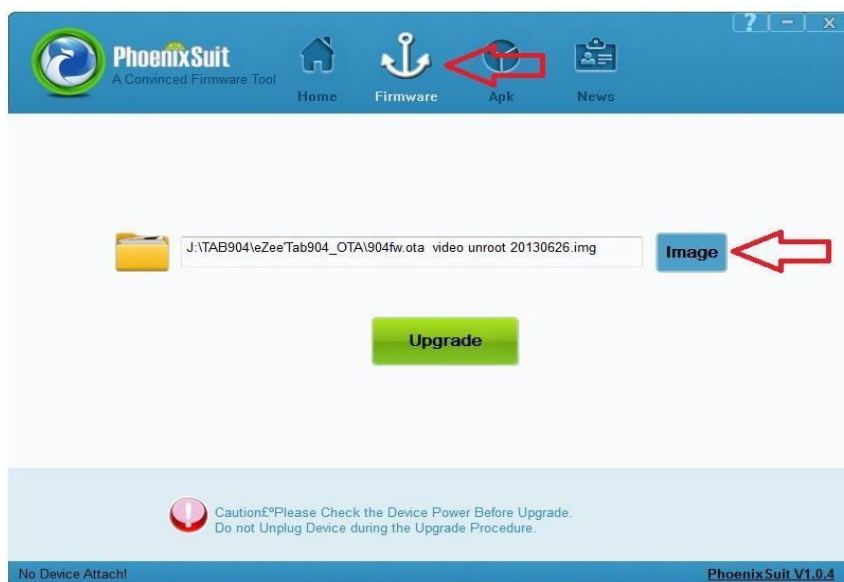 ? - X
PhoenixSuit
A Convinced Firmware Tool
Home Firmware Apk News
J:\TAB904\eZee'Tab904_OTA\904fw.ota video unroot 20130626.img
Image
Upgrade
Caution£ºPlease Check the Device Power Before Upgrade.
Do not Unplug Device during the Upgrade Procedure.
No Device Attach!
PhoenixSuit V1.0.4